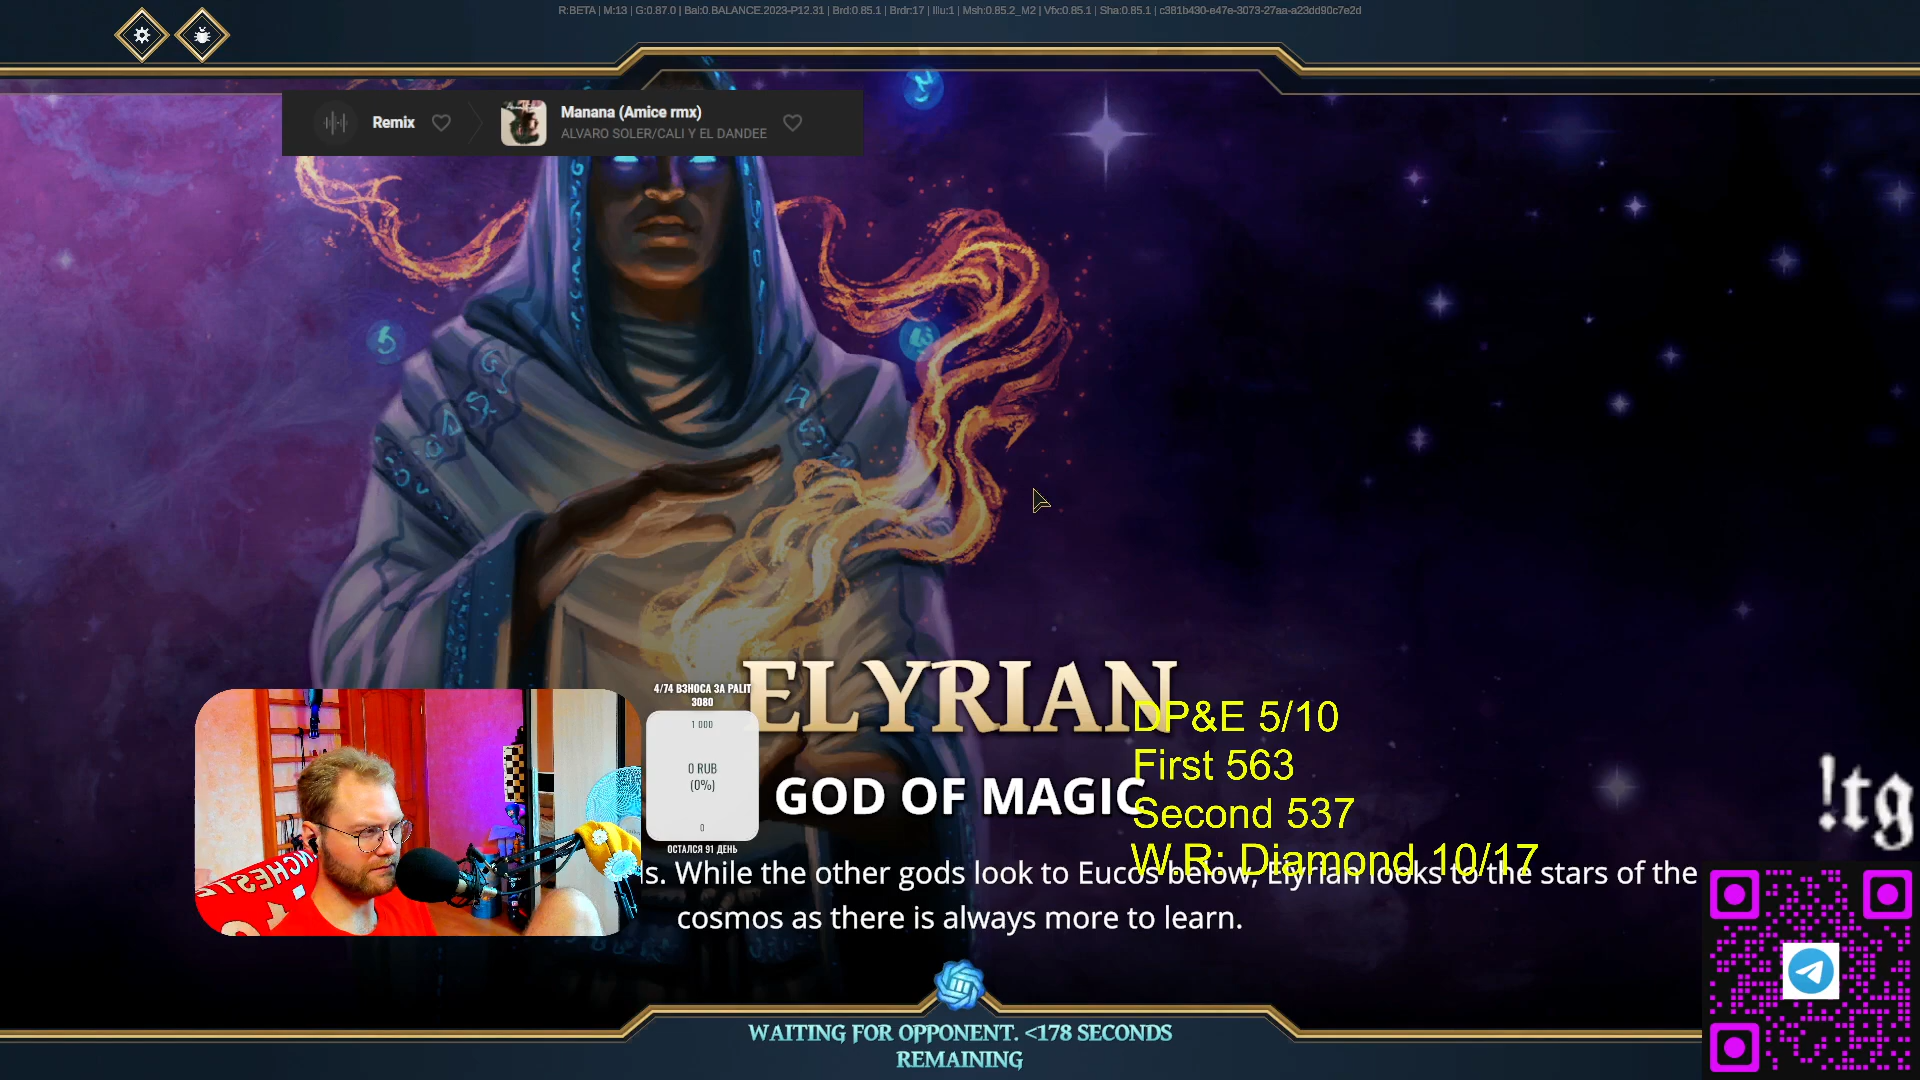 R:BETA | M:13 | G:0.87.0 | Bal:0.BALANCE.2023-P12.31 | Brd:0.85.1 | Brdr:17 | Illu:1 | Msh:0.85.2_M2 | Vfx:0.85.1 | Sha:0.85.1 | c381b430-e47e-3073-27aa-a23dd90c7e2d
Remix
Manana (Amice rmx)
ALVARO SOLER/CALI Y EL DANDEE
4/74 ВЗНОСА ЗА PALIT
3080
1 000
0 RUB
(0%)
0
ОСТАЛСЯ 91 ДЕНЬ
ELYRIAN
GOD OF MAGIC
DP&E 5/10
First 563
Second 537
W.R: Diamond 10/17
!tg
While the other gods look to Eucos below, Elyrian looks to the stars of the
cosmos as there is always more to learn.
WAITING FOR OPPONENT. <178 SECONDS
REMAINING